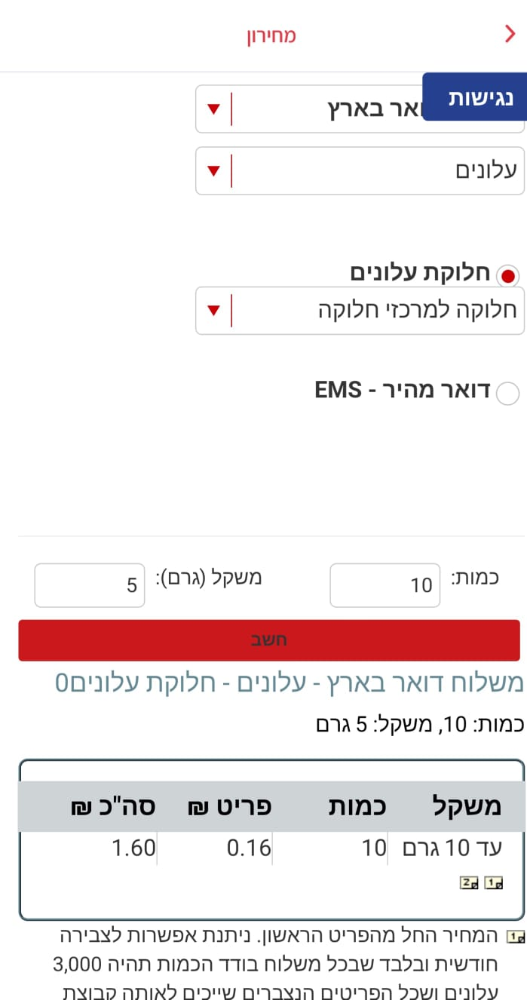 מחירון
נגישות
אר בארץ
עלונים
חלוקת עלונים
חלוקה למרכזי חלוקה
דואר מהיר - EMS
כמות: 10 משקל (גרם): 5
חשב
משלוח דואר בארץ - עלונים - חלוקת עלונים0
כמות: 10, משקל: 5 גרם
משקל כמות פריט ₪ סה"כ ₪
עד 10 גרם 10 0.16 1.60
1 2
1 המחיר החל מהפריט הראשון. ניתנת אפשרות לצבירה
חודשית ובלבד שבכל משלוח בודד הכמות תהיה 3,000
עלונים ושכל הפריטים הנצברים שייכים לאותה קבוצת